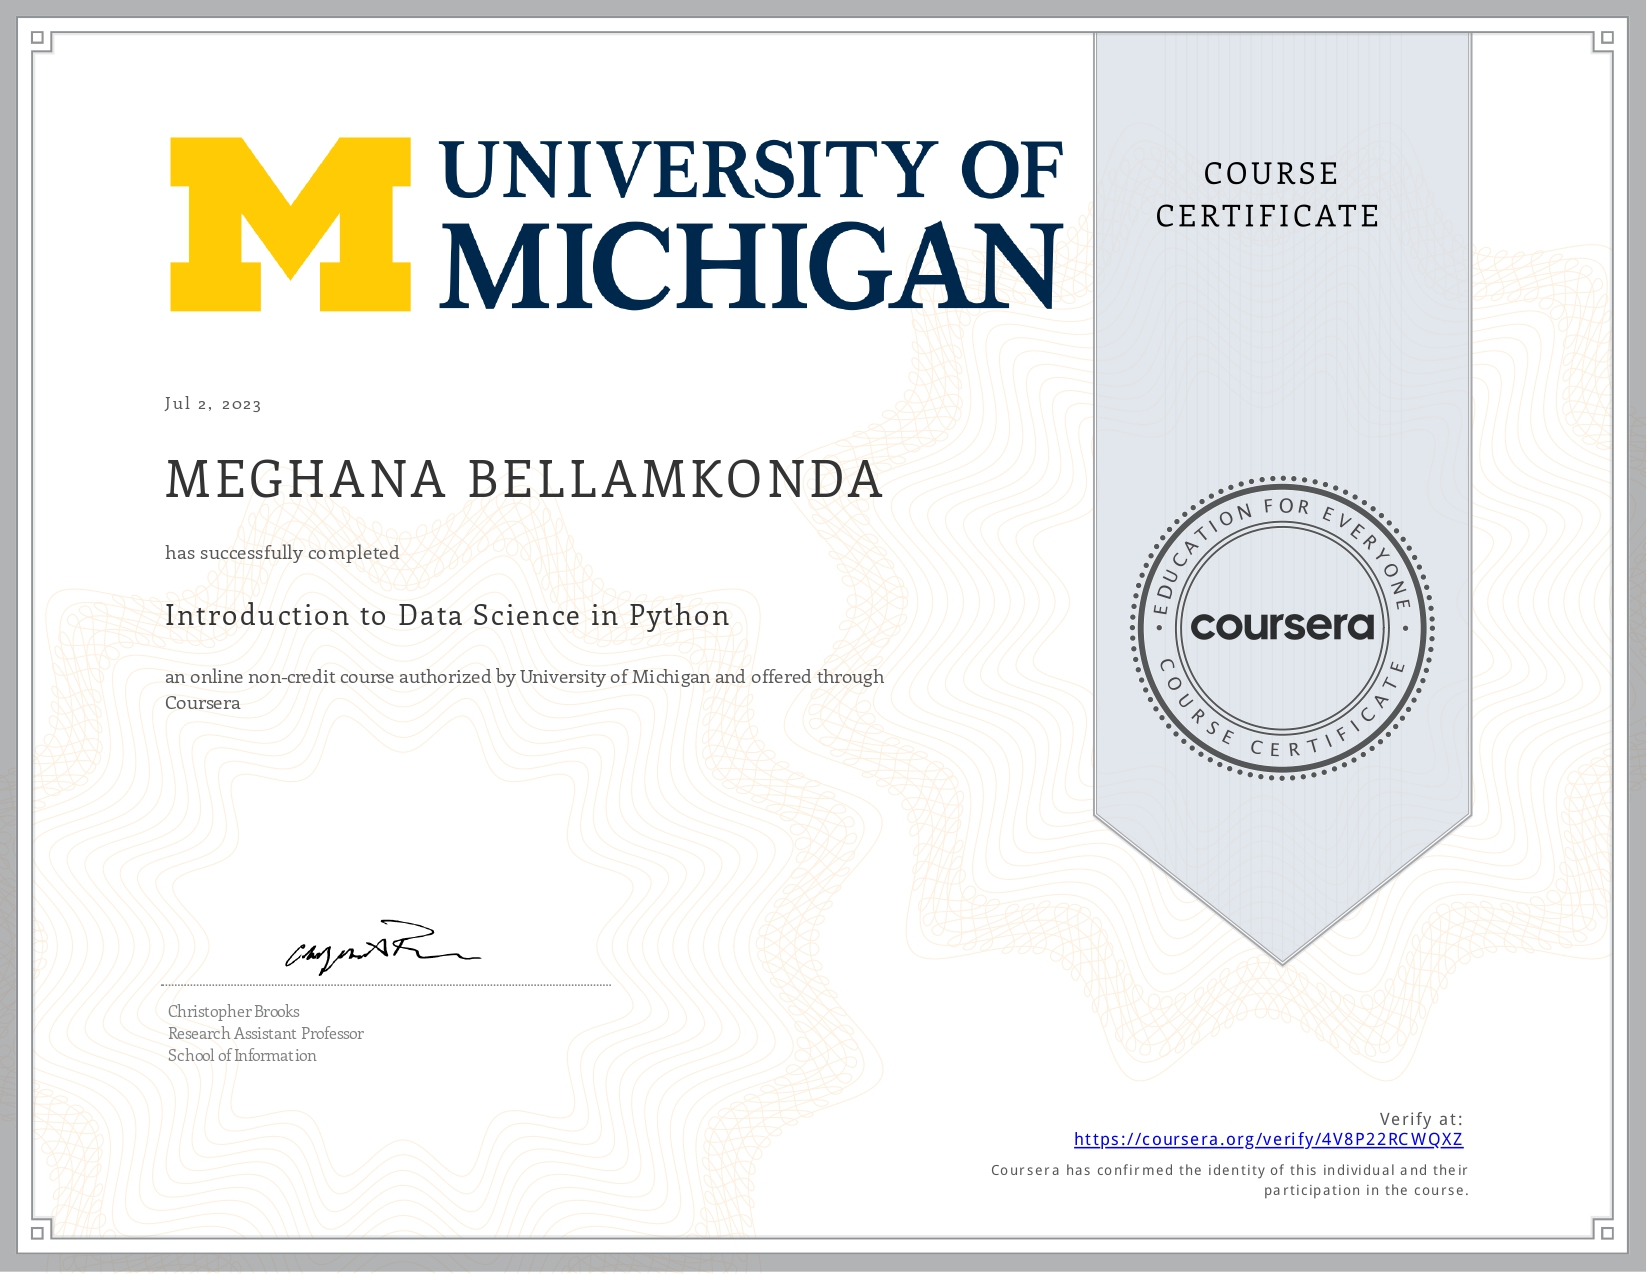 UNIVERSITY OF
MICHIGAN
COURSE
CERTIFICATE
Jul 2, 2023
MEGHANA BELLAMKONDA
has successfully completed
Introduction to Data Science in Python
an online non-credit course authorized by University of Michigan and offered through
Coursera
EDUCATION FOR EVERYONE
coursera
COURSE CERTIFICATE
Christopher Brooks
Research Assistant Professor
School of Information
Verify at:
https://coursera.org/verify/4V8P22RCWQXZ
Coursera has confirmed the identity of this individual and their
participation in the course.